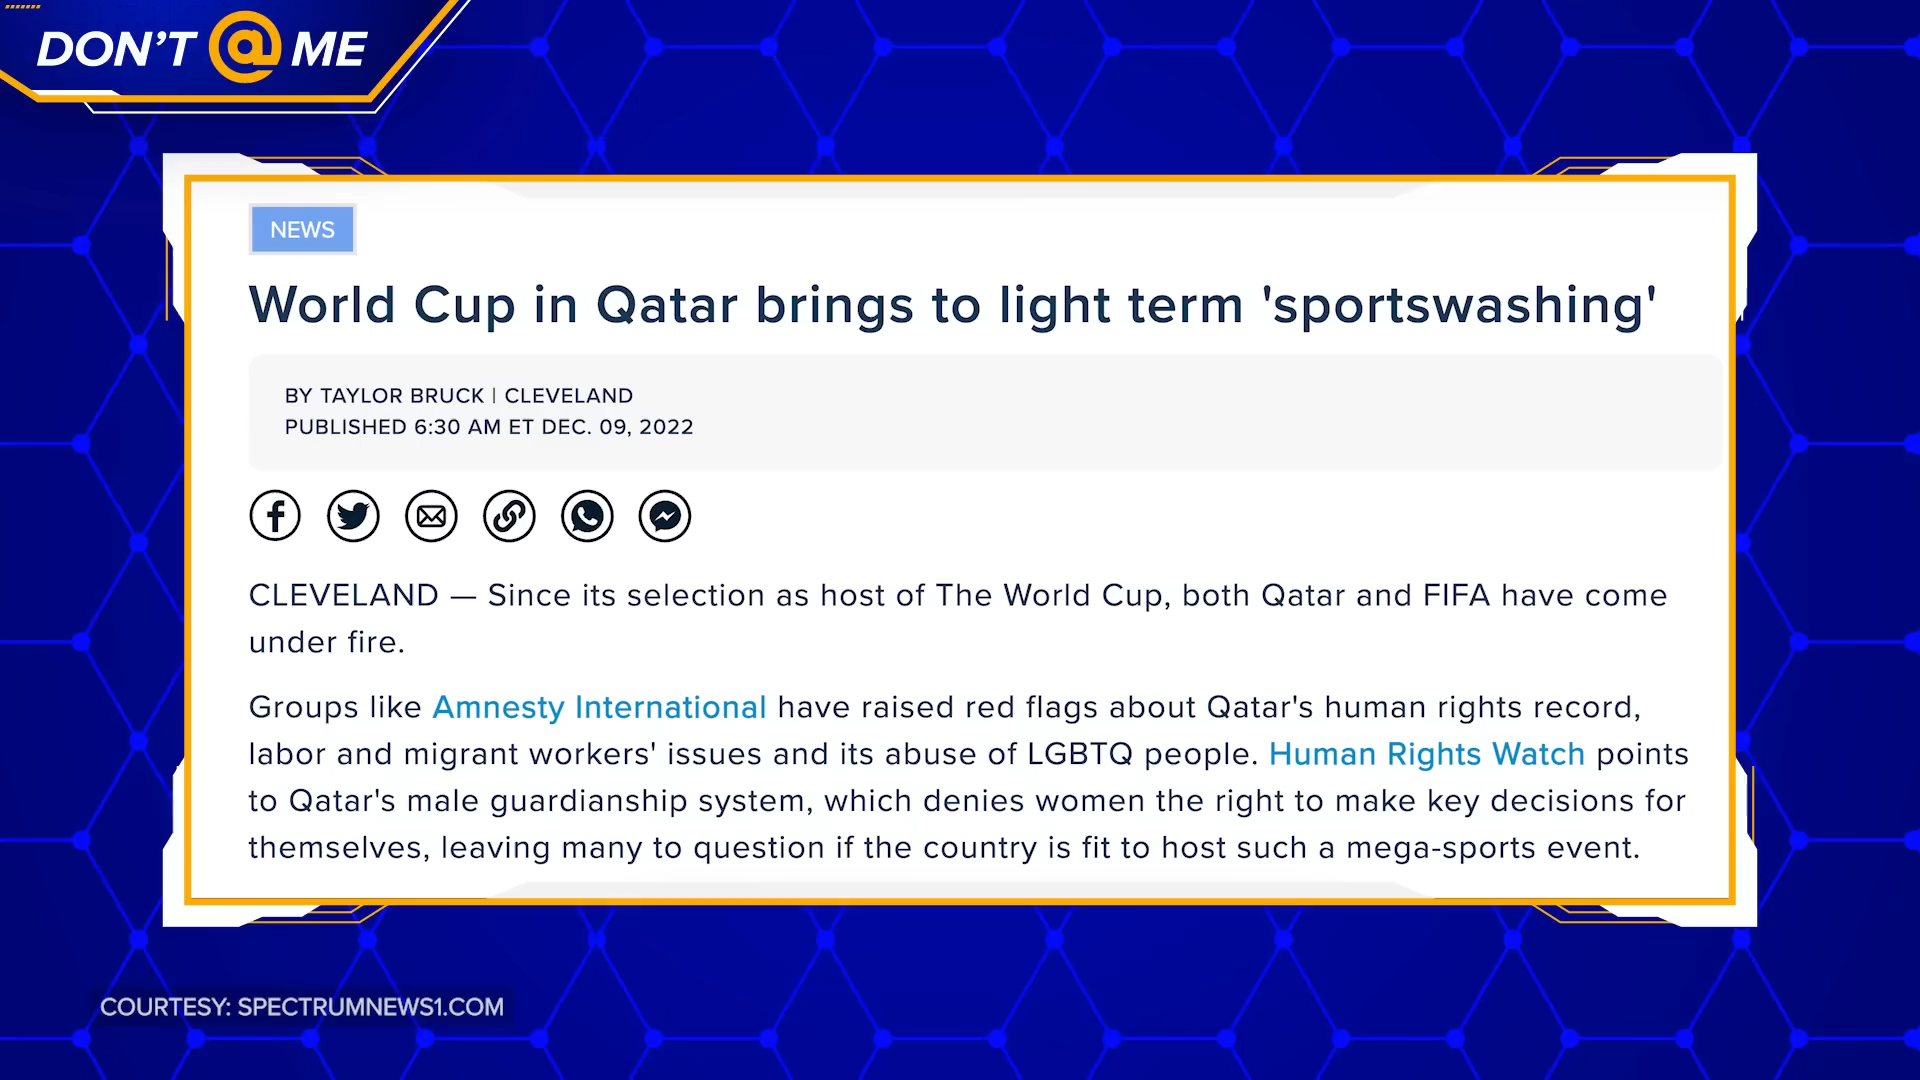 DON'T @ ME
NEWS
World Cup in Qatar brings to light term 'sportswashing'
BY TAYLOR BRUCK | CLEVELAND
PUBLISHED 6:30 AM ET DEC. 09, 2022
CLEVELAND — Since its selection as host of The World Cup, both Qatar and FIFA have come
under fire.
Groups like Amnesty International have raised red flags about Qatar's human rights record,
labor and migrant workers' issues and its abuse of LGBTQ people. Human Rights Watch points
to Qatar's male guardianship system, which denies women the right to make key decisions for
themselves, leaving many to question if the country is fit to host such a mega-sports event.
COURTESY: SPECTRUMNEWS1.COM